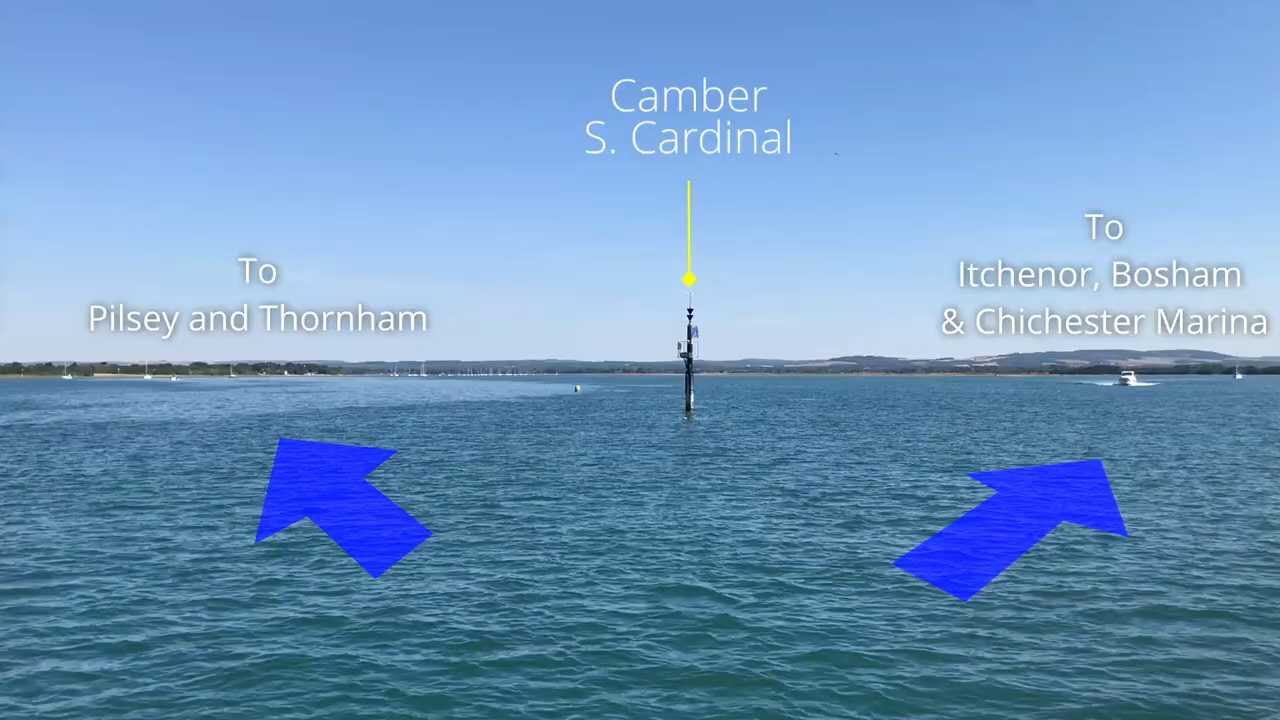 Camber
S. Cardinal
To
Pilsey and Thornham
To
Itchenor, Bosham
& Chichester Marina